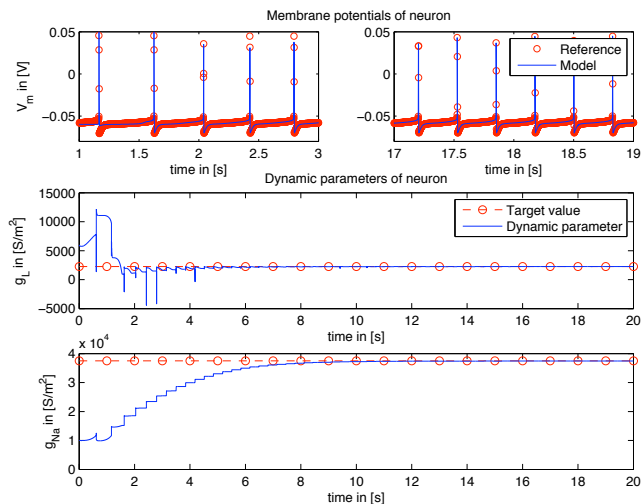 Membrane potentials of neuron
V_m in [V]
0.05
0
−0.05
1 1.5 2 2.5 3
time in [s]
0.05
0
−0.05
Reference
Model
17 17.5 18 18.5 19
time in [s]
Dynamic parameters of neuron
g_L in [S/m²]
15000
10000
5000
0
−5000
Target value
Dynamic parameter
0 2 4 6 8 10 12 14 16 18 20
time in [s]
x 10⁴
g_Na in [S/m²]
4
3
2
1
0
0 2 4 6 8 10 12 14 16 18 20
time in [s]